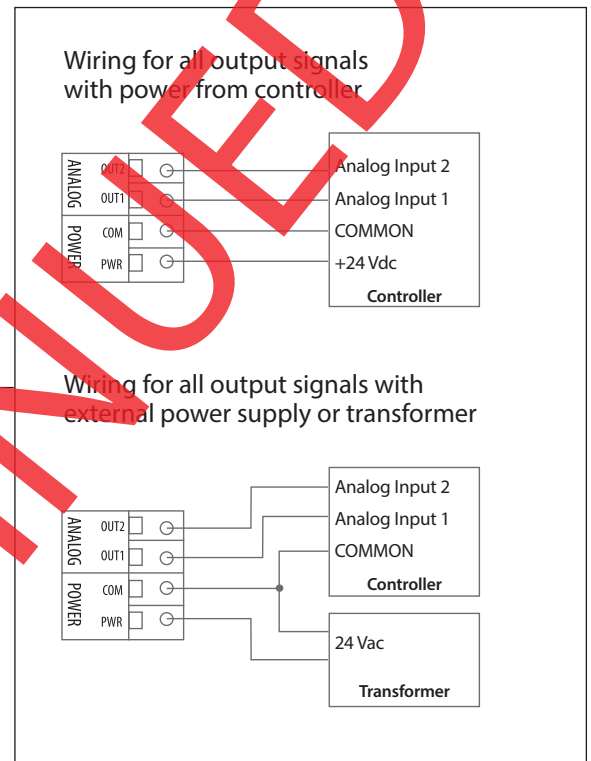 Wiring for all output signals
with power from controller
ANALOG
POWER
OUT2
OUT1
COM
PWR
Analog Input 2
Analog Input 1
COMMON
+24 Vdc
Controller
Wiring for all output signals with
external power supply or transformer
ANALOG
POWER
OUT2
OUT1
COM
PWR
Analog Input 2
Analog Input 1
COMMON
Controller
24 Vac
Transformer
NUED